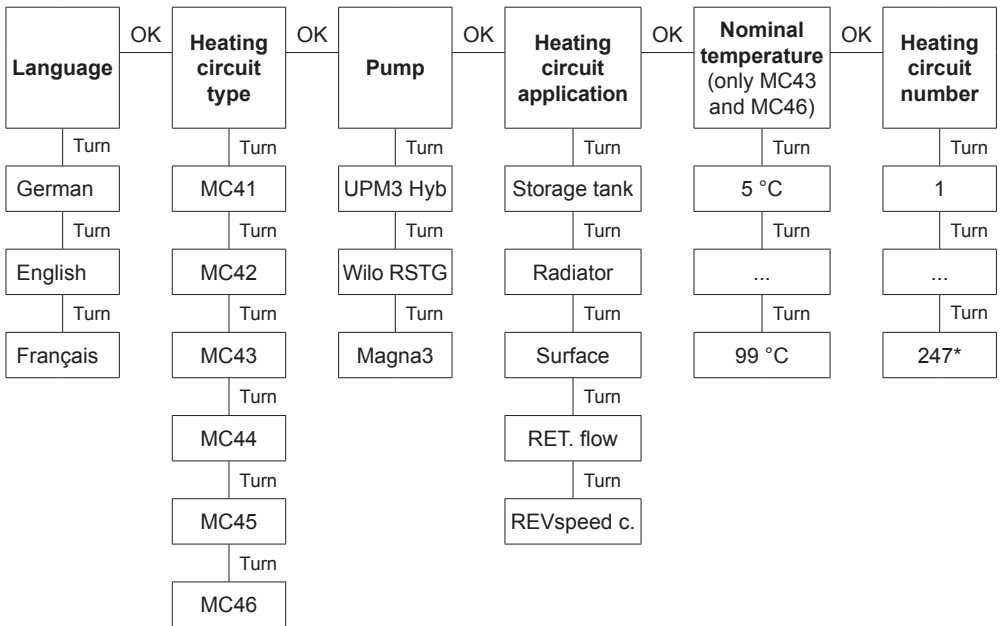 Language
OK
Heating
circuit
type
OK
Pump
OK
Heating
circuit
application
OK
Nominal
temperature
(only MC43
and MC46)
OK
Heating
circuit
number
Turn
German
Turn
English
Turn
Français
Turn
MC41
Turn
MC42
Turn
MC43
Turn
MC44
Turn
MC45
Turn
MC46
Turn
UPM3 Hyb
Turn
Wilo RSTG
Turn
Magna3
Turn
Storage tank
Turn
Radiator
Turn
Surface
Turn
RET. flow
Turn
REVspeed c.
Turn
5 °C
Turn
...
Turn
99 °C
Turn
1
Turn
...
Turn
247*